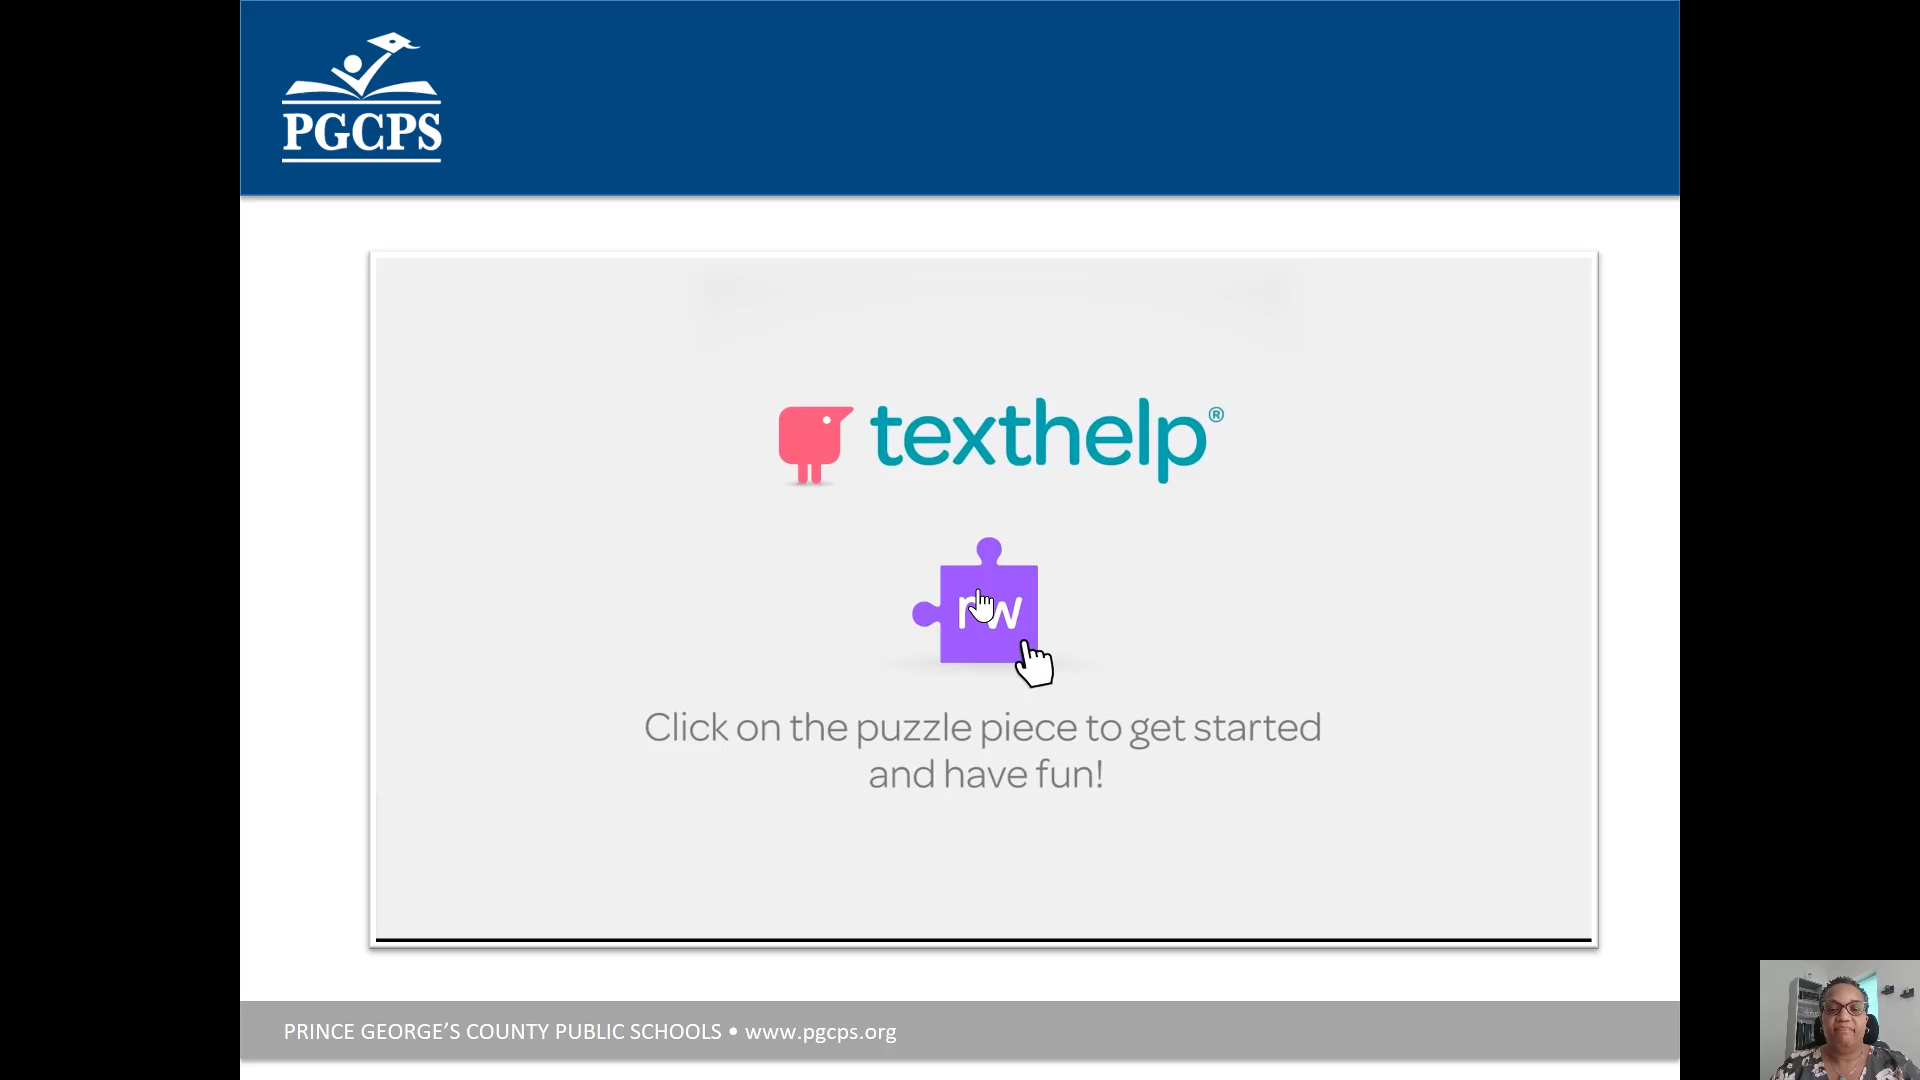 PGCPS
texthelp®
rw
Click on the puzzle piece to get started
and have fun!
PRINCE GEORGE’S COUNTY PUBLIC SCHOOLS • www.pgcps.org